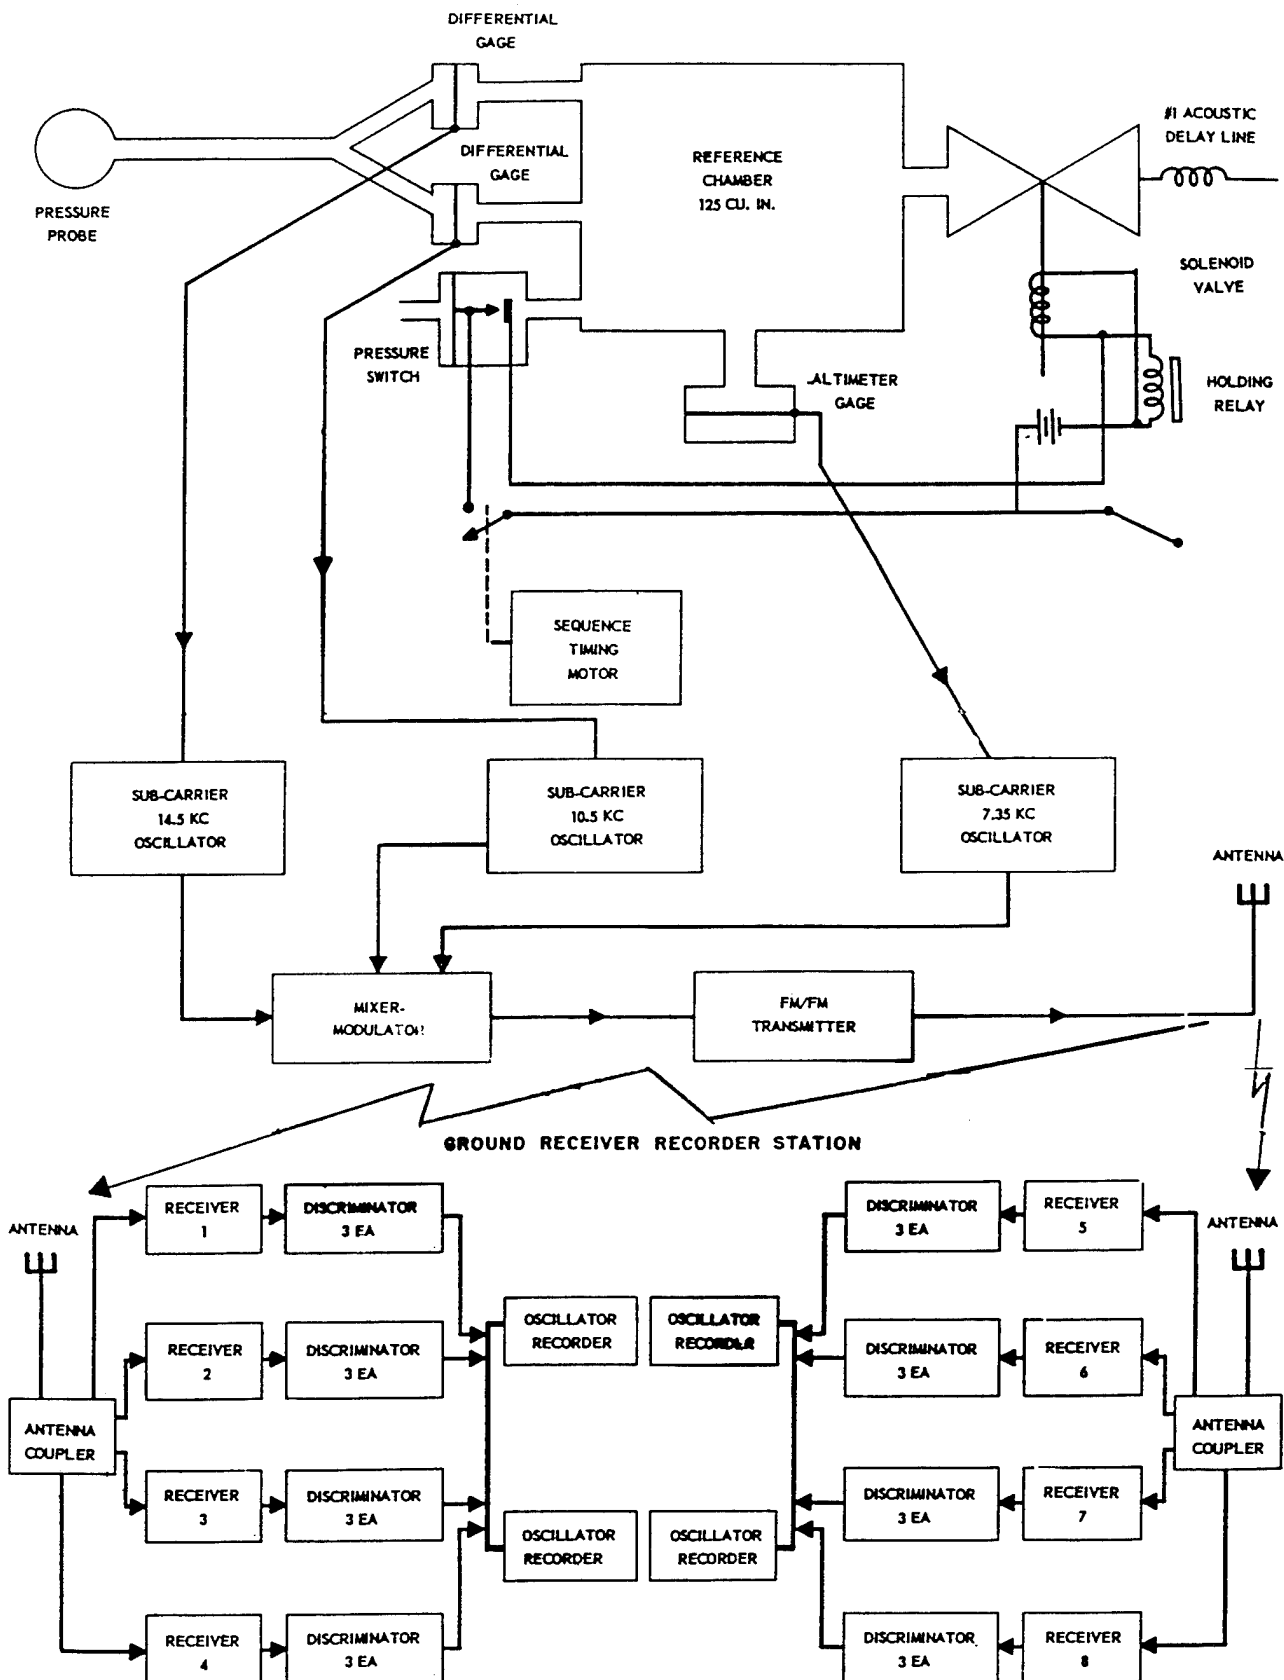 DIFFERENTIAL
GAGE
#1 ACOUSTIC
DELAY LINE
DIFFERENTIAL
GAGE
REFERENCE
CHAMBER
125 CU. IN.
PRESSURE
PROBE
SOLENOID
VALVE
PRESSURE
SWITCH
ALTIMETER
GAGE
HOLDING
RELAY
SEQUENCE
TIMING
MOTOR
SUB-CARRIER
14.5 KC
OSCILLATOR
SUB-CARRIER
10.5 KC
OSCILLATOR
SUB-CARRIER
7.35 KC
OSCILLATOR
ANTENNA
MIXER-
MODULATOR
FM/FM
TRANSMITTER
GROUND RECEIVER RECORDER STATION
ANTENNA
RECEIVER
1
DISCRIMINATOR
3 EA
DISCRIMINATOR
3 EA
RECEIVER
5
ANTENNA
OSCILLATOR
RECORDER
OSCILLATOR
RECORDER
RECEIVER
2
DISCRIMINATOR
3 EA
DISCRIMINATOR
3 EA
RECEIVER
6
ANTENNA
COUPLER
ANTENNA
COUPLER
RECEIVER
3
DISCRIMINATOR
3 EA
DISCRIMINATOR
3 EA
RECEIVER
7
OSCILLATOR
RECORDER
OSCILLATOR
RECORDER
RECEIVER
4
DISCRIMINATOR
3 EA
DISCRIMINATOR
3 EA
RECEIVER
8